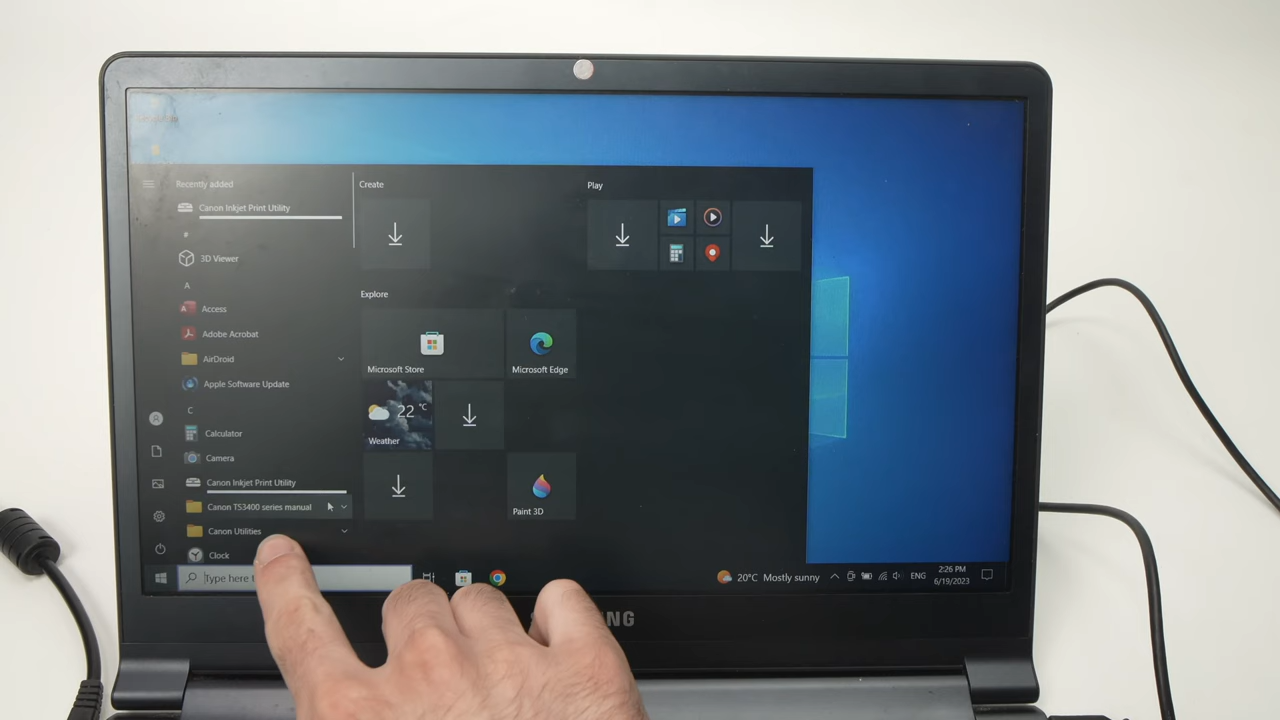 Recently added
Canon Inkjet Print Utility
#
3D Viewer
A
Access
Adobe Acrobat
AirDroid
Apple Software Update
C
Calculator
Camera
Canon Inkjet Print Utility
Canon TS3400 series manual
Canon Utilities
Clock
Type here
Create
Play
Explore
Microsoft Store
Microsoft Edge
22 °C
Weather
Paint 3D
20°C Mostly sunny
ENG
2:26 PM
6/19/2023
NG